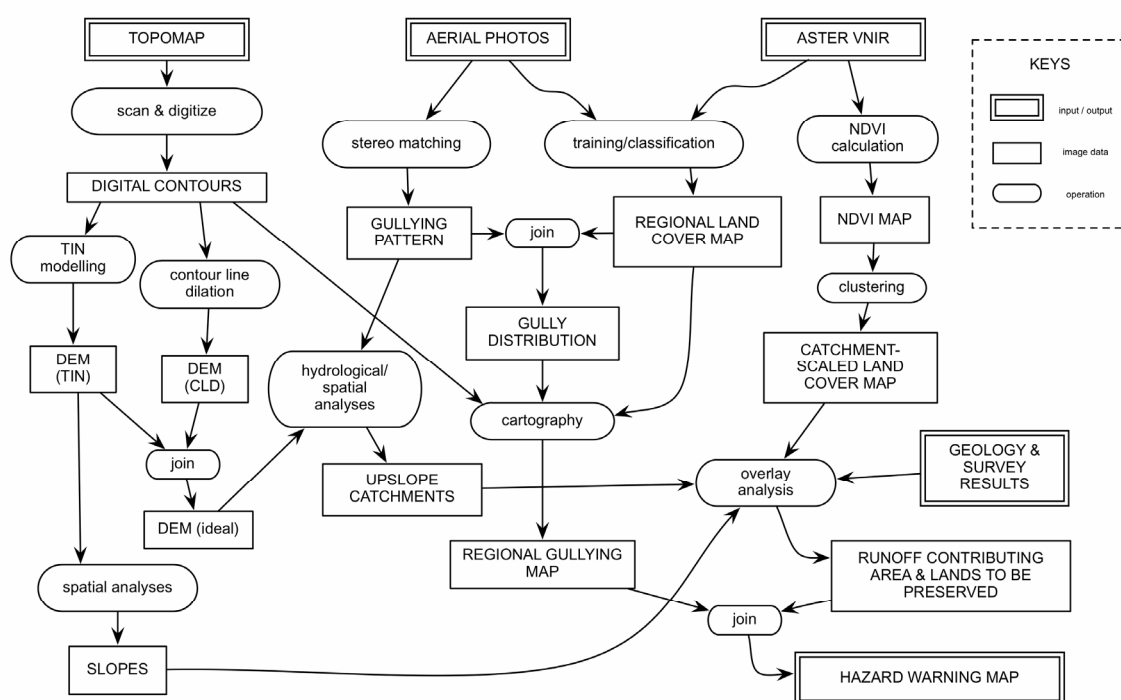 TOPOMAP
AERIAL PHOTOS
ASTER VNIR
KEYS
input / output
image data
operation
scan & digitize
stereo matching
training/classification
NDVI
calculation
DIGITAL CONTOURS
GULLYING
PATTERN
join
REGIONAL LAND
COVER MAP
NDVI MAP
TIN
modelling
contour line
dilation
clustering
GULLY
DISTRIBUTION
DEM
(TIN)
DEM
(CLD)
hydrological/
spatial
analyses
CATCHMENT-
SCALED LAND
COVER MAP
cartography
join
UPSLOPE
CATCHMENTS
overlay
analysis
GEOLOGY &
SURVEY
RESULTS
DEM (ideal)
REGIONAL GULLYING
MAP
RUNOFF CONTRIBUTING
AREA & LANDS TO BE
PRESERVED
spatial analyses
join
SLOPES
HAZARD WARNING MAP